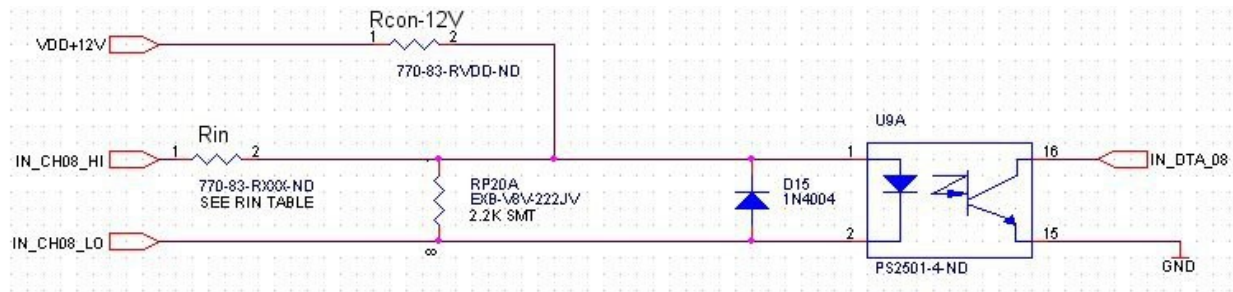 Rcon-12V
VDD+12V
1
2
770-83-RVDD-ND
U9A
Rin
IN_CH08_HI
1
2
1
16
IN_DTA_08
770-83-RXXX-ND
SEE RIN TABLE
RP20A
EXB-V8V-222JV
2.2K SMT
D15
1N4004
IN_CH08_LO
8
2
15
PS2501-4-ND
GND